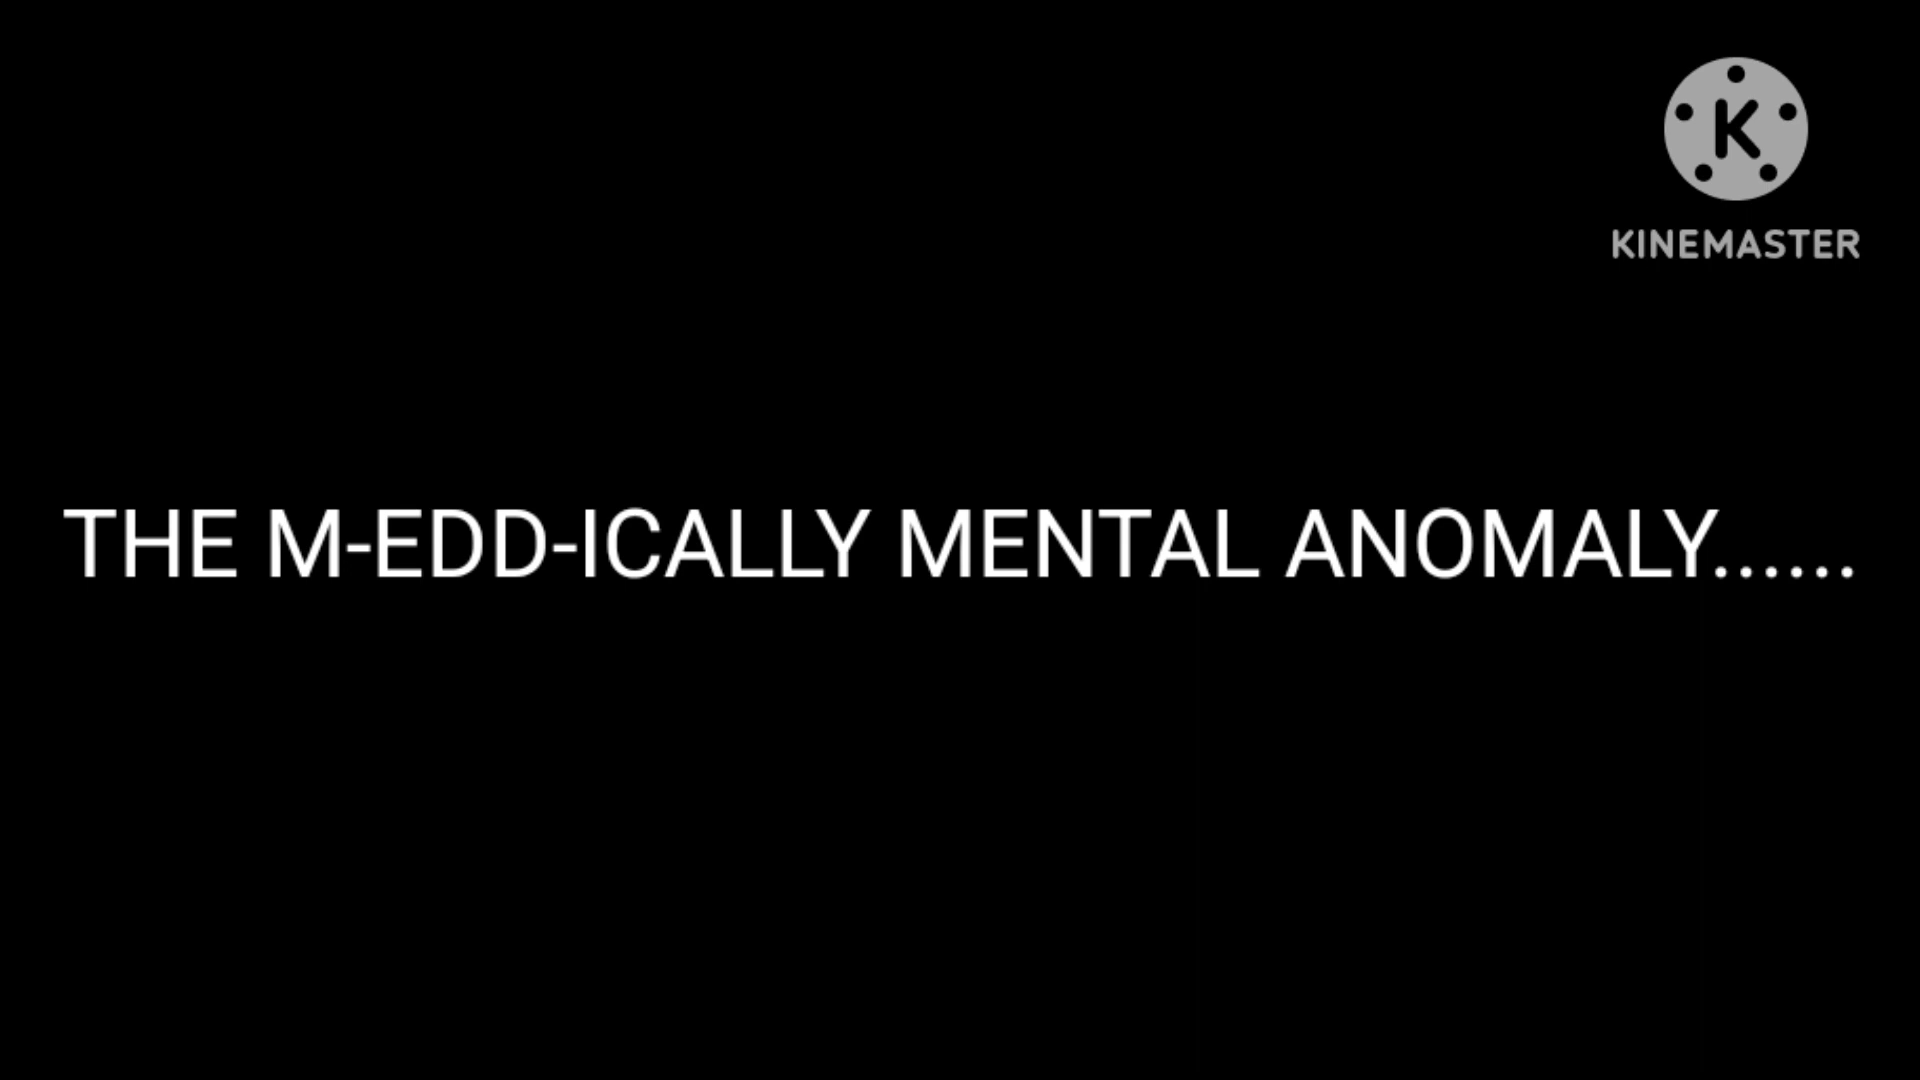 K
KINEMASTER
THE M-EDD-ICALLY MENTAL ANOMALY......